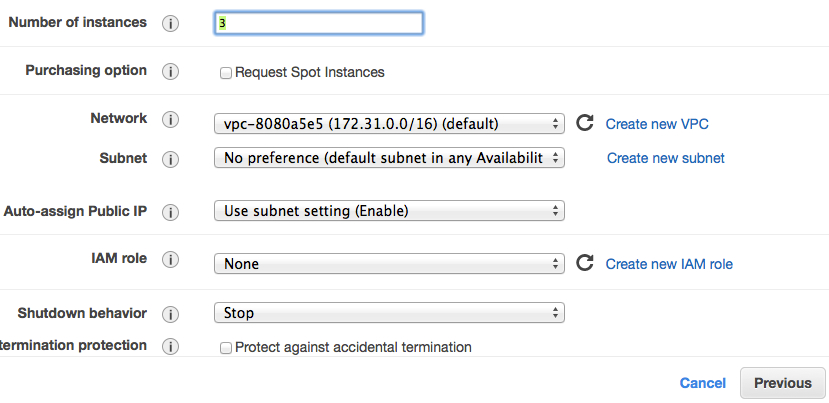 Number of instances i 3
Purchasing option i Request Spot Instances
Network i vpc-8080a5e5 (172.31.0.0/16) (default) Create new VPC
Subnet i No preference (default subnet in any Availabilit Create new subnet
Auto-assign Public IP i Use subnet setting (Enable)
IAM role i None Create new IAM role
Shutdown behavior i Stop
termination protection i Protect against accidental termination
Cancel Previous